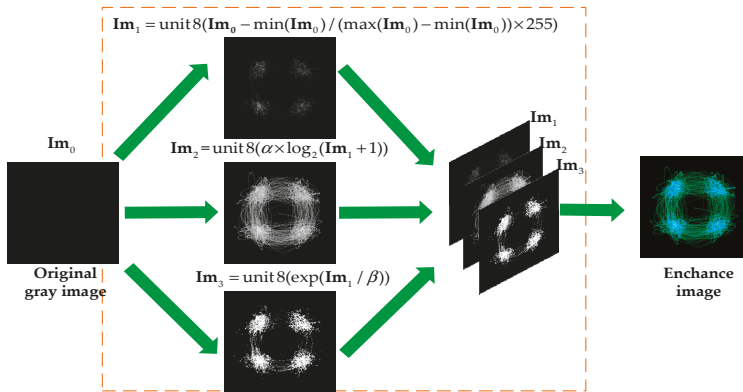 Im₁ = unit8(Im₀ − min(Im₀) / (max(Im₀) − min(Im₀)) × 255)
Im₀
Im₂=unit8(α×log₂(Im₁ +1))
Im₁
Im₂
Im₃
Original
gray image
Im₃ = unit8(exp(Im₁ / β))
Enchance
image